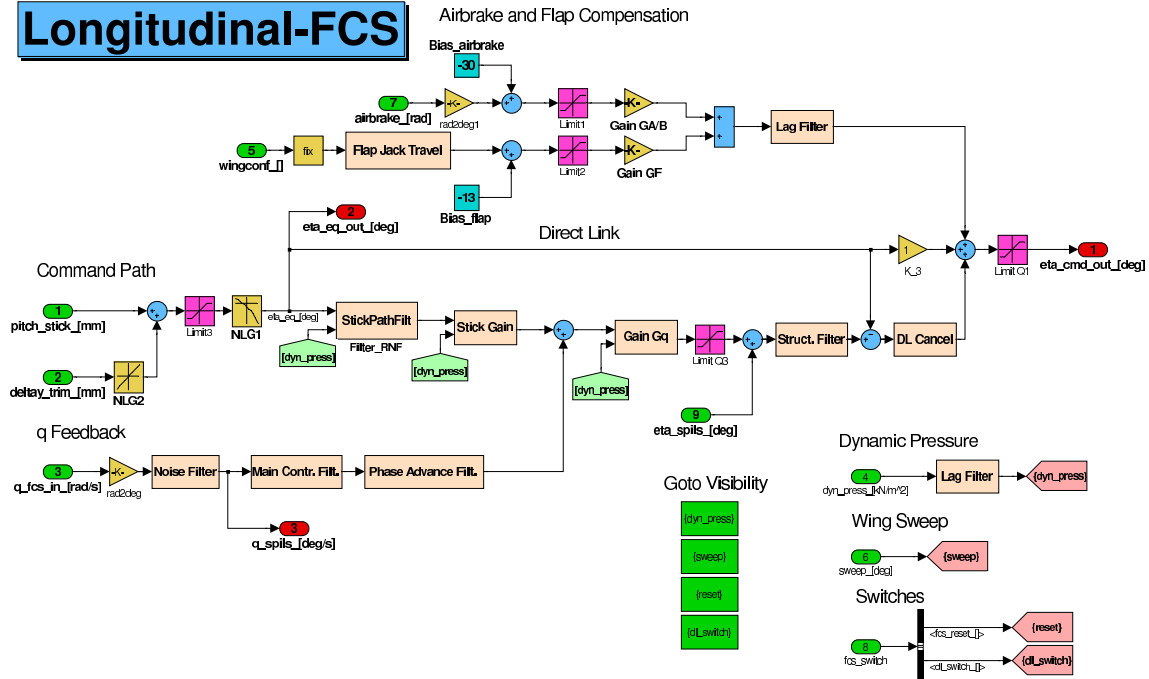 Longitudinal-FCS
Airbrake and Flap Compensation
Bias_airbrake
-30
7
airbrake_[rad]
-K-
rad2deg1
Limit1
-K-
Gain GA/B
Lag Filter
5
wingconf_[]
fix
Flap Jack Travel
Limit2
-K-
Gain GF
-13
Bias_flap
2
eta_eq_out_[deg]
Direct Link
1
K_3
Limit Q1
1
eta_cmd_out_[deg]
Command Path
1
pitch_stick_[mm]
Limit3
NLG1
eta_eq_[deg]
StickPathFilt
Fliter_RNF
[dyn_press]
Stick Gain
[dyn_press]
Gain Gq
[dyn_press]
Limit Q3
Struct. Filter
DL Cancel
2
deltay_trim_[mm]
NLG2
9
eta_spils_[deg]
q Feedback
3
q_fcs_in_[rad/s]
-K-
rad2deg
Noise Filter
Main Contr. Filt.
Phase Advance Filt.
3
q_spils_[deg/s]
Goto Visibility
{dyn_press}
{sweep}
{reset}
{dll_switch}
Dynamic Pressure
4
dyn_press_[kN/m^2]
Lag Filter
{dyn_press}
Wing Sweep
6
sweep_[deg]
{sweep}
Switches
8
fcs_switch
<fcs_reset_[]>
{reset}
<dll_switch_[]>
{dll_switch}